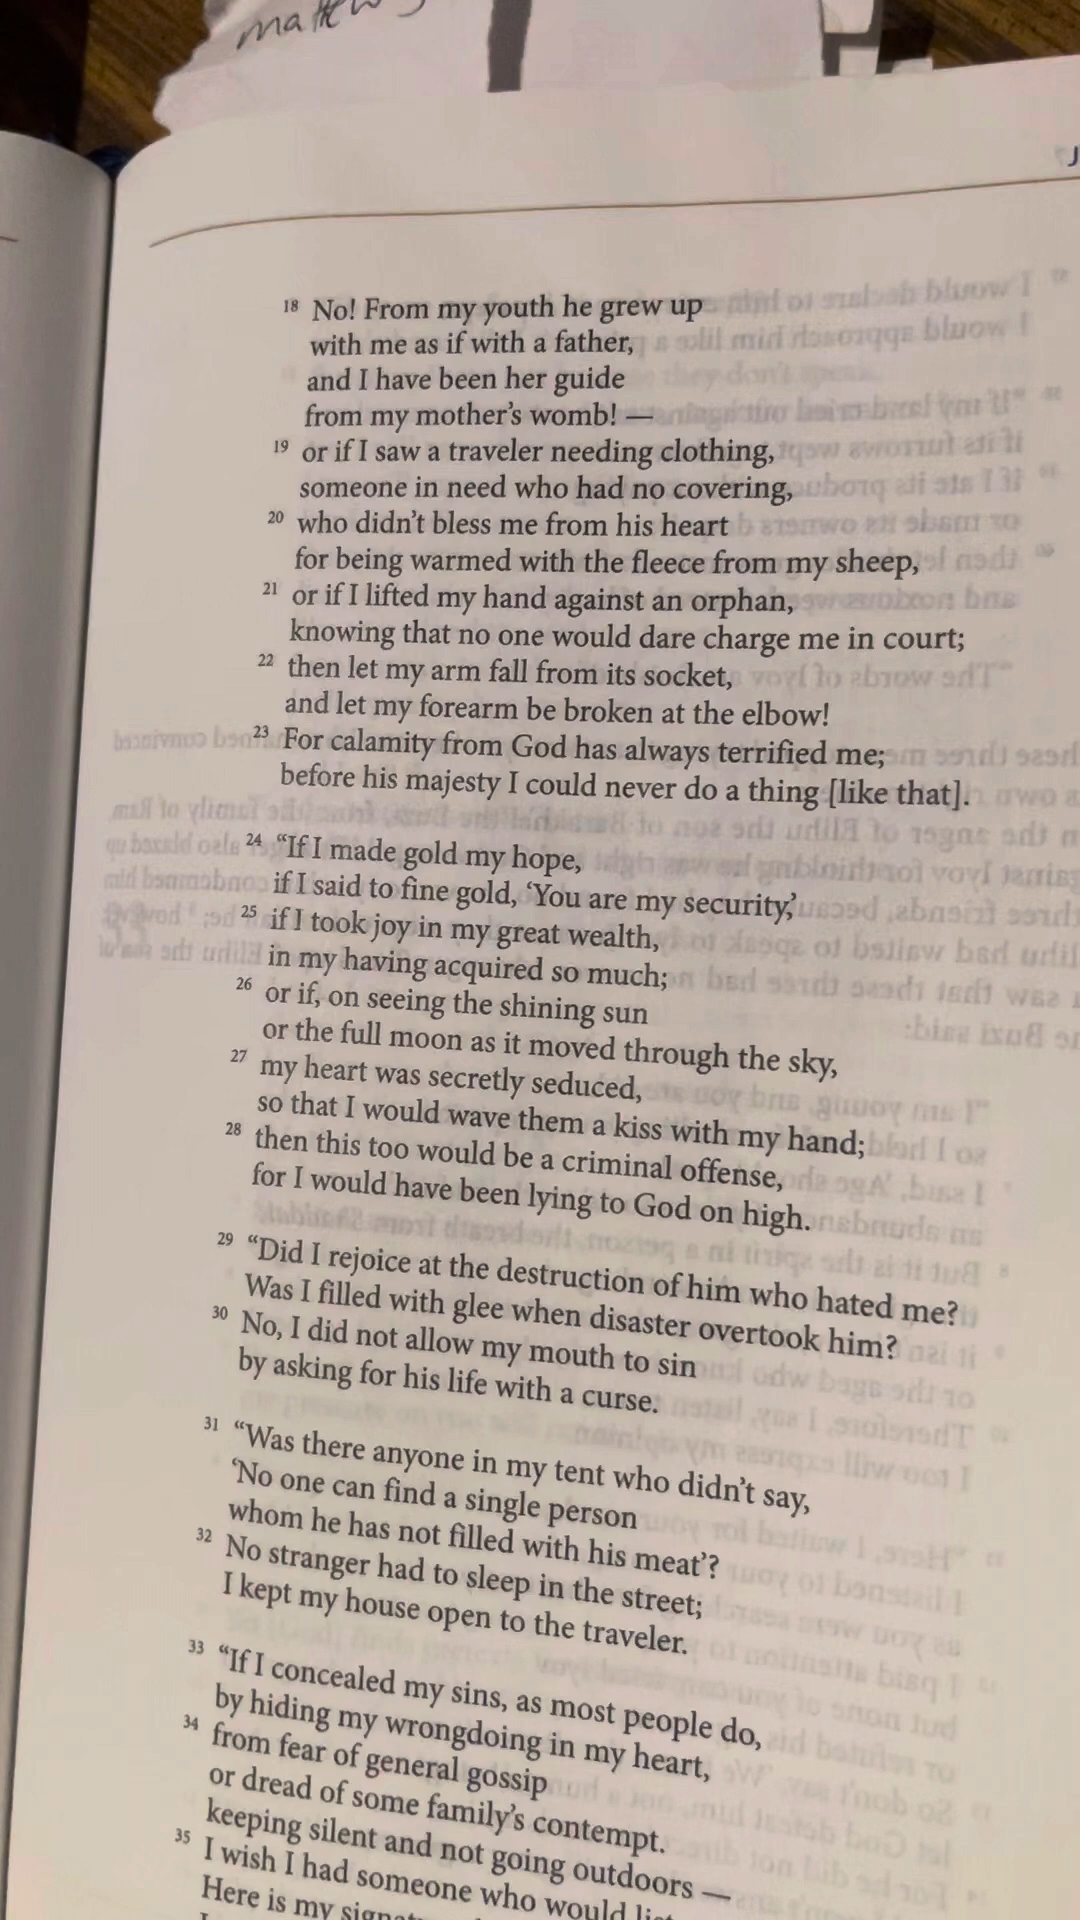 J
18 No! From my youth he grew up
with me as if with a father,
and I have been her guide
from my mother’s womb! —
19 or if I saw a traveler needing clothing,
someone in need who had no covering,
20 who didn’t bless me from his heart
for being warmed with the fleece from my sheep,
21 or if I lifted my hand against an orphan,
knowing that no one would dare charge me in court;
22 then let my arm fall from its socket,
and let my forearm be broken at the elbow!
23 For calamity from God has always terrified me;
before his majesty I could never do a thing [like that].
24 “If I made gold my hope,
if I said to fine gold, ‘You are my security,’
25 if I took joy in my great wealth,
in my having acquired so much;
26 or if, on seeing the shining sun
or the full moon as it moved through the sky,
27 my heart was secretly seduced,
so that I would wave them a kiss with my hand;
28 then this too would be a criminal offense,
for I would have been lying to God on high.
29 “Did I rejoice at the destruction of him who hated me?
Was I filled with glee when disaster overtook him?
30 No, I did not allow my mouth to sin
by asking for his life with a curse.
31 “Was there anyone in my tent who didn’t say,
‘No one can find a single person
whom he has not filled with his meat’?
32 No stranger had to sleep in the street;
I kept my house open to the traveler.
33 “If I concealed my sins, as most people do,
by hiding my wrongdoing in my heart,
34 from fear of general gossip
or dread of some family’s contempt.
keeping silent and not going outdoors —
35 I wish I had someone who would
Here is my